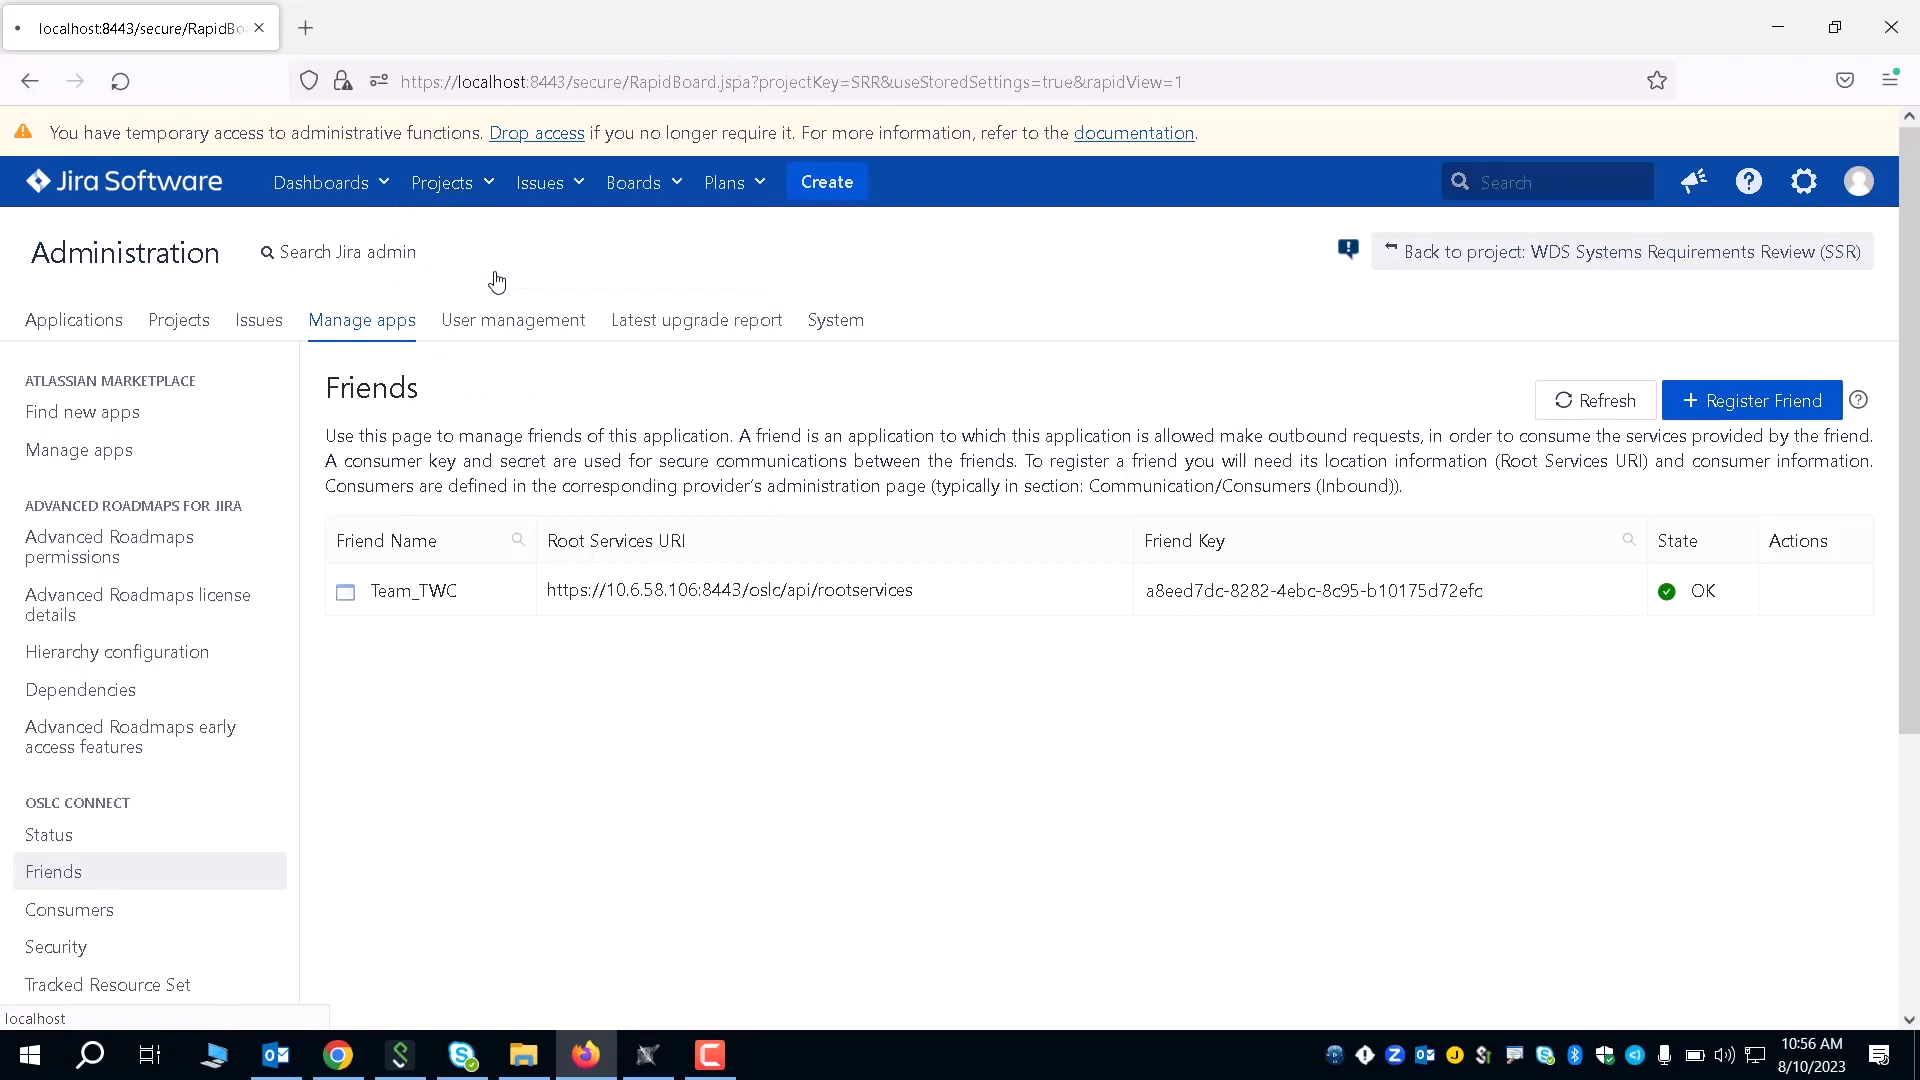 localhost:8443/secure/RapidBo
https://localhost:8443/secure/RapidBoard.jspa?projectKey=SRR&useStoredSettings=true&rapidView=1
You have temporary access to administrative functions. Drop access if you no longer require it. For more information, refer to the documentation.
Jira Software
Dashboards
Projects
Issues
Boards
Plans
Create
Search
Administration
Search Jira admin
Back to project: WDS Systems Requirements Review (SSR)
Applications
Projects
Issues
Manage apps
User management
Latest upgrade report
System
ATLASSIAN MARKETPLACE
Find new apps
Manage apps
ADVANCED ROADMAPS FOR JIRA
Advanced Roadmaps
permissions
Advanced Roadmaps license
details
Hierarchy configuration
Dependencies
Advanced Roadmaps early
access features
OSLC CONNECT
Status
Friends
Consumers
Security
Tracked Resource Set
Friends
Refresh
+ Register Friend
Use this page to manage friends of this application. A friend is an application to which this application is allowed make outbound requests, in order to consume the services provided by the friend.
A consumer key and secret are used for secure communications between the friends. To register a friend you will need its location information (Root Services URI) and consumer information.
Consumers are defined in the corresponding provider's administration page (typically in section: Communication/Consumers (Inbound)).
Friend Name
Root Services URI
Friend Key
State
Actions
Team_TWC
https://10.6.58.106:8443/oslc/api/rootservices
a8eed7dc-8282-4ebc-8c95-b10175d72efc
OK
localhost
10:56 AM
8/10/2023